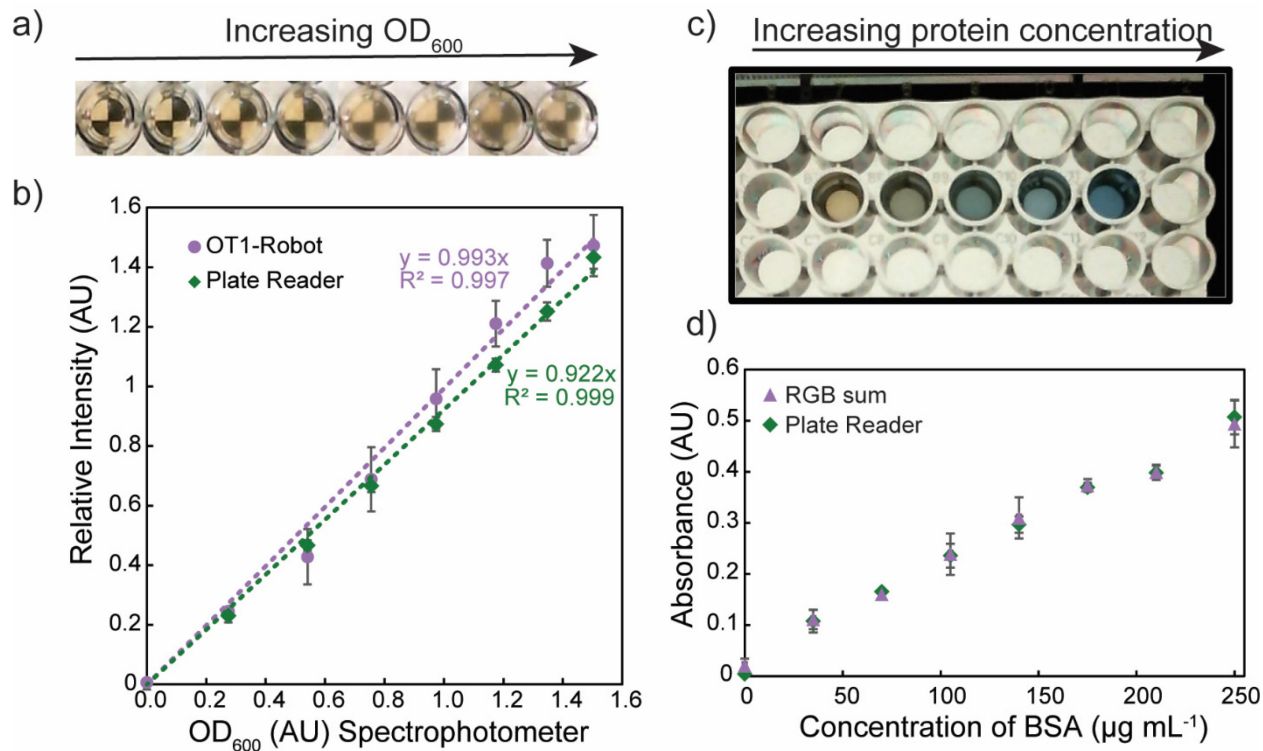 a)
Increasing OD₆₀₀
b)
Relative Intensity (AU)
1.6
1.4
1.2
1.0
0.8
0.6
0.4
0.2
0
OT1-Robot
Plate Reader
y = 0.993x
R² = 0.997
y = 0.922x
R² = 0.999
0.0 0.2 0.4 0.6 0.8 1.0 1.2 1.4 1.6
OD₆₀₀ (AU) Spectrophotometer
c)
Increasing protein concentration
d)
Absorbance (AU)
0.6
0.5
0.4
0.3
0.2
0.1
0
RGB sum
Plate Reader
0 50 100 150 200 250
Concentration of BSA (µg mL⁻¹)